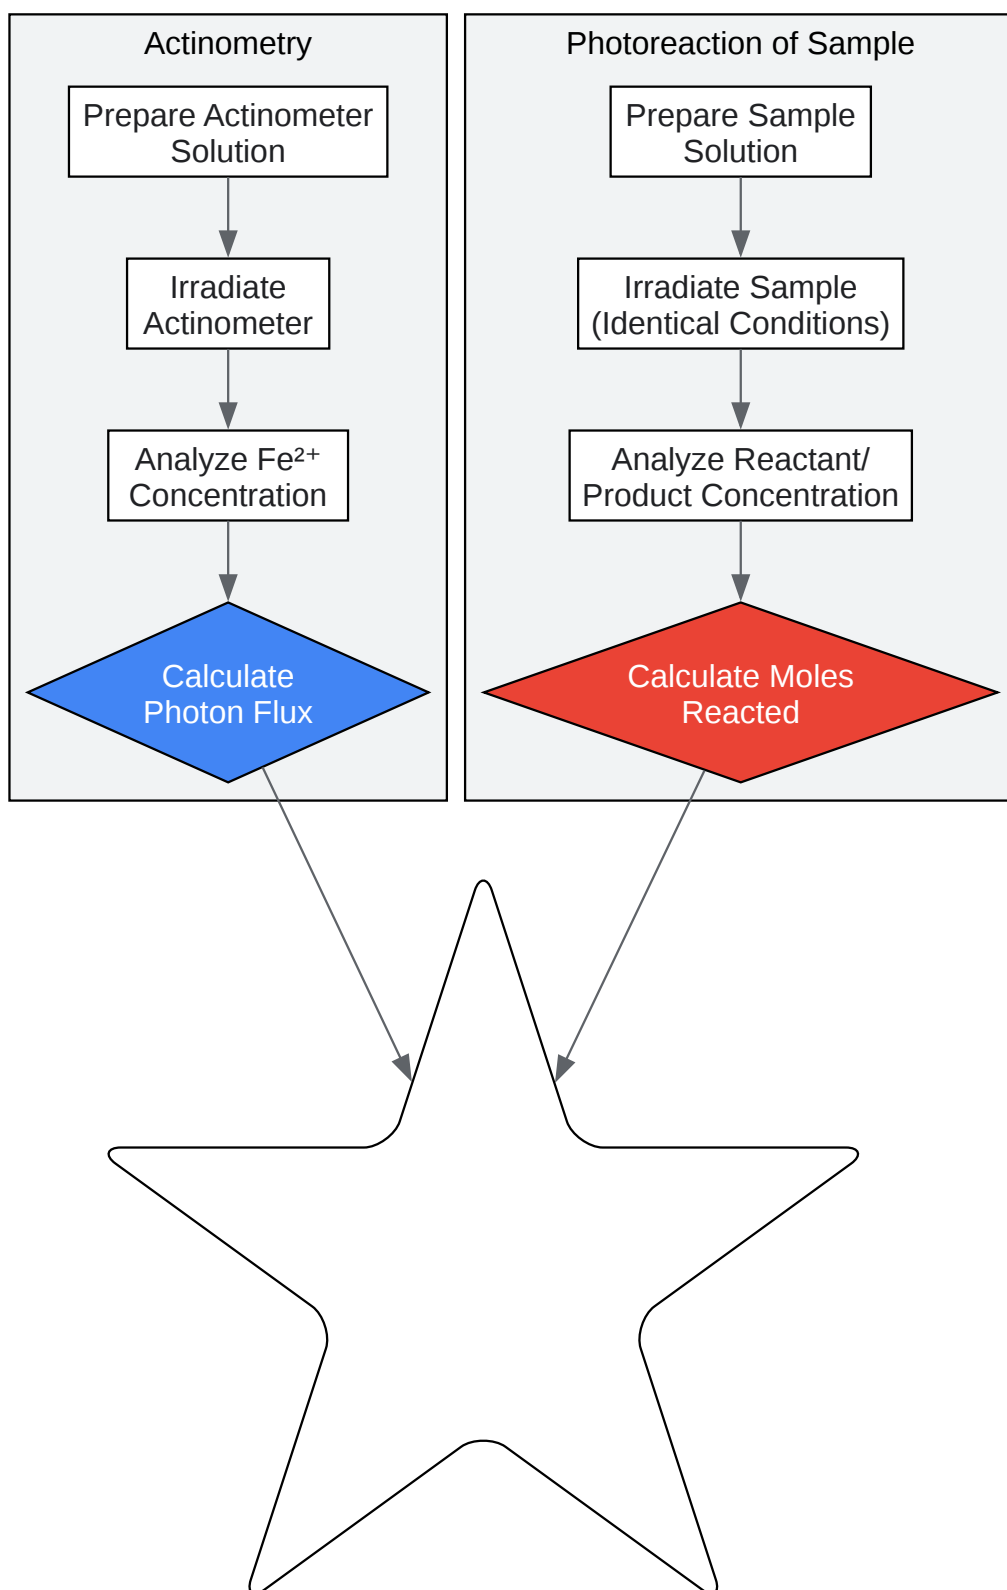 Actinometry
Prepare Actinometer
Solution
Irradiate
Actinometer
Analyze Fe²⁺
Concentration
Calculate
Photon Flux
Photoreaction of Sample
Prepare Sample
Solution
Irradiate Sample
(Identical Conditions)
Analyze Reactant/
Product Concentration
Calculate Moles
Reacted